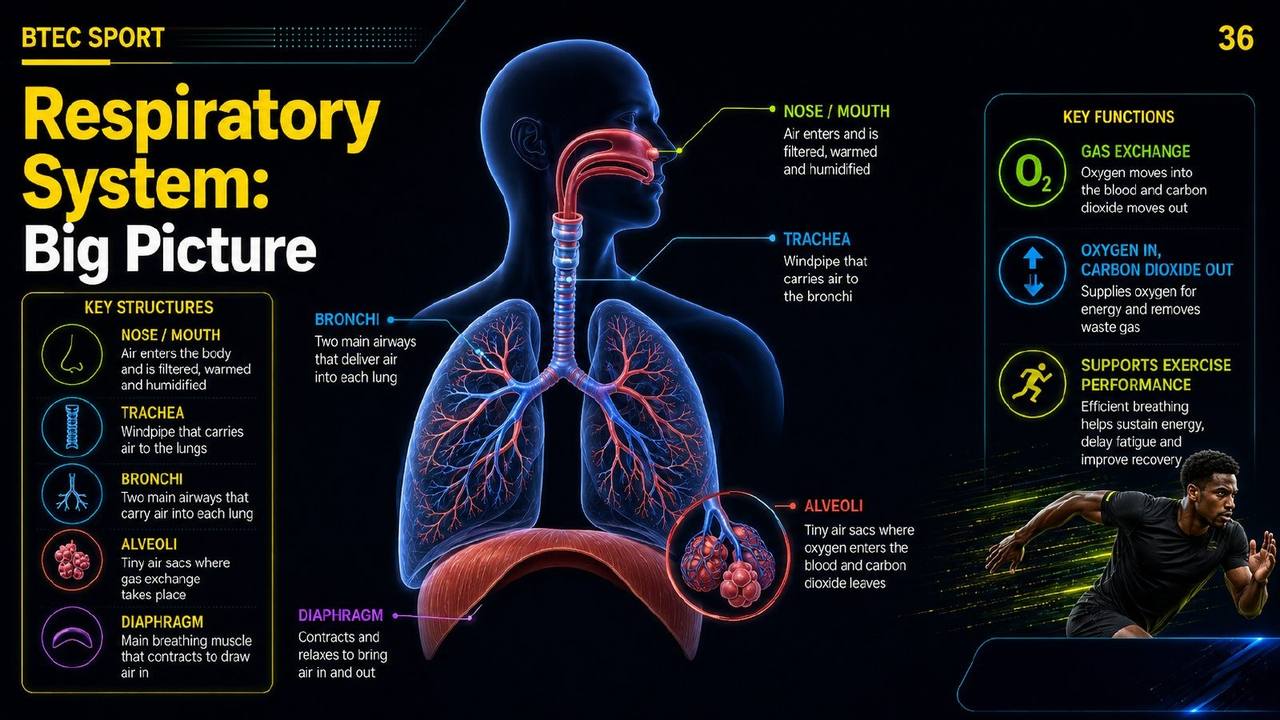 BTEC SPORT
36
Respiratory
System:
Big Picture
KEY STRUCTURES
NOSE / MOUTH
Air enters the body
and is filtered, warmed
and humidified
TRACHEA
Windpipe that carries
air to the lungs
BRONCHI
Two main airways that
carry air into each lung
ALVEOLI
Tiny air sacs where
gas exchange
takes place
DIAPHRAGM
Main breathing muscle
that contracts to draw
air in
NOSE / MOUTH
Air enters and is
filtered, warmed
and humidified
TRACHEA
Windpipe that
carries air to
the bronchi
BRONCHI
Two main airways
that deliver air
into each lung
ALVEOLI
Tiny air sacs where
oxygen enters the
blood and carbon
dioxide leaves
DIAPHRAGM
Contracts and
relaxes to bring
air in and out
KEY FUNCTIONS
O2
GAS EXCHANGE
Oxygen moves into
the blood and carbon
dioxide moves out
OXYGEN IN,
CARBON DIOXIDE OUT
Supplies oxygen for
energy and removes
waste gas
SUPPORTS EXERCISE
PERFORMANCE
Efficient breathing
helps sustain energy,
delay fatigue and
improve recovery